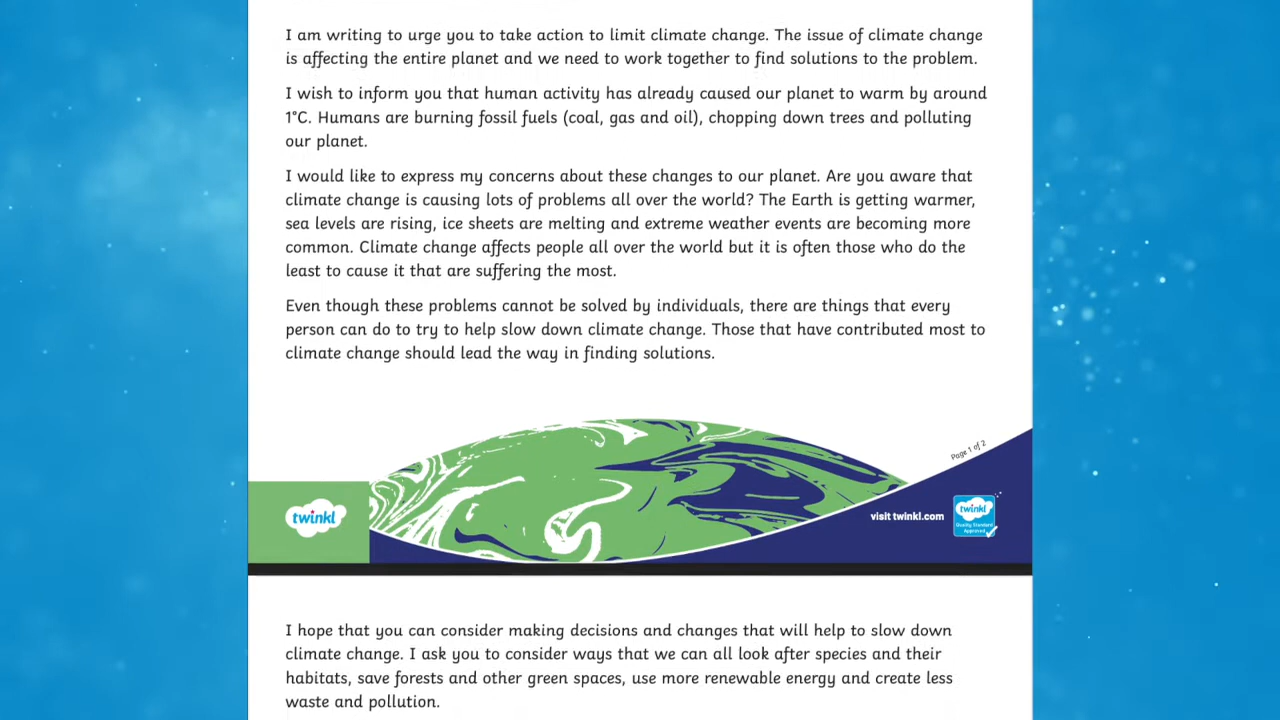 I am writing to urge you to take action to limit climate change. The issue of climate change
is affecting the entire planet and we need to work together to find solutions to the problem.
I wish to inform you that human activity has already caused our planet to warm by around
1°C. Humans are burning fossil fuels (coal, gas and oil), chopping down trees and polluting
our planet.
I would like to express my concerns about these changes to our planet. Are you aware that
climate change is causing lots of problems all over the world? The Earth is getting warmer,
sea levels are rising, ice sheets are melting and extreme weather events are becoming more
common. Climate change affects people all over the world but it is often those who do the
least to cause it that are suffering the most.
Even though these problems cannot be solved by individuals, there are things that every
person can do to try to help slow down climate change. Those that have contributed most to
climate change should lead the way in finding solutions.
Page 1 of 2
twinkl
visit twinkl.com
twinkl
Quality Standard
Approved
I hope that you can consider making decisions and changes that will help to slow down
climate change. I ask you to consider ways that we can all look after species and their
habitats, save forests and other green spaces, use more renewable energy and create less
waste and pollution.